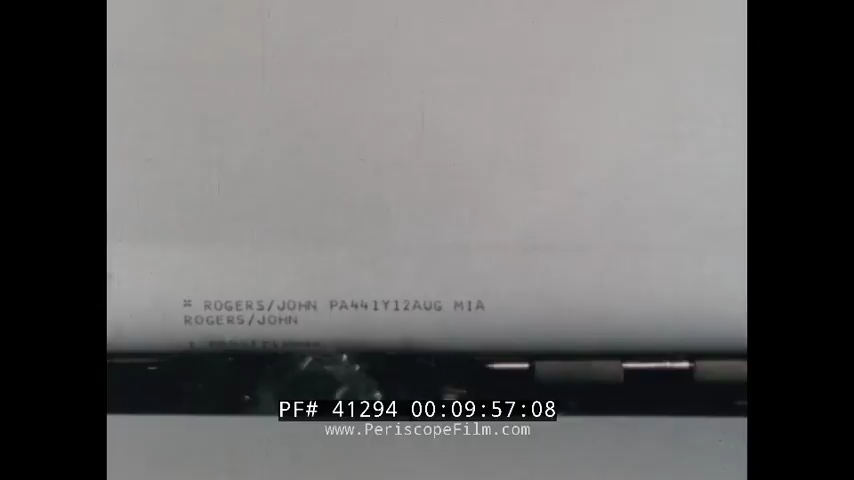 * ROGERS/JOHN PA441Y12AUG MIA
ROGERS/JOHN
PF# 41294 00:09:57:08
www.PeriscopeFilm.com